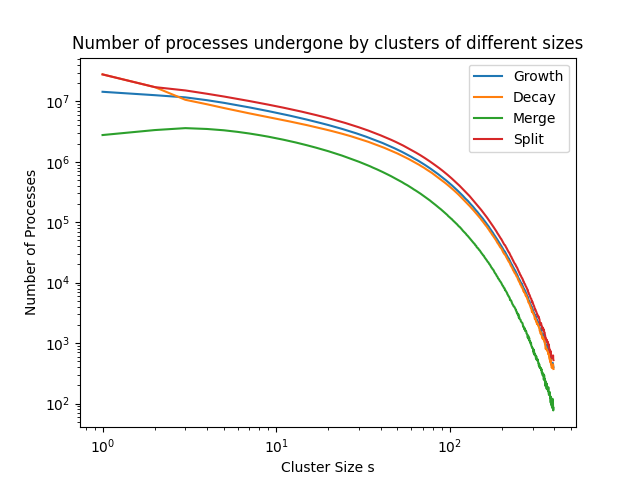 Number of processes undergone by clusters of different sizes
Growth
Decay
Merge
Split
10^7
10^6
10^5
10^4
10^3
10^2
Number of Processes
10^0
10^1
10^2
Cluster Size s